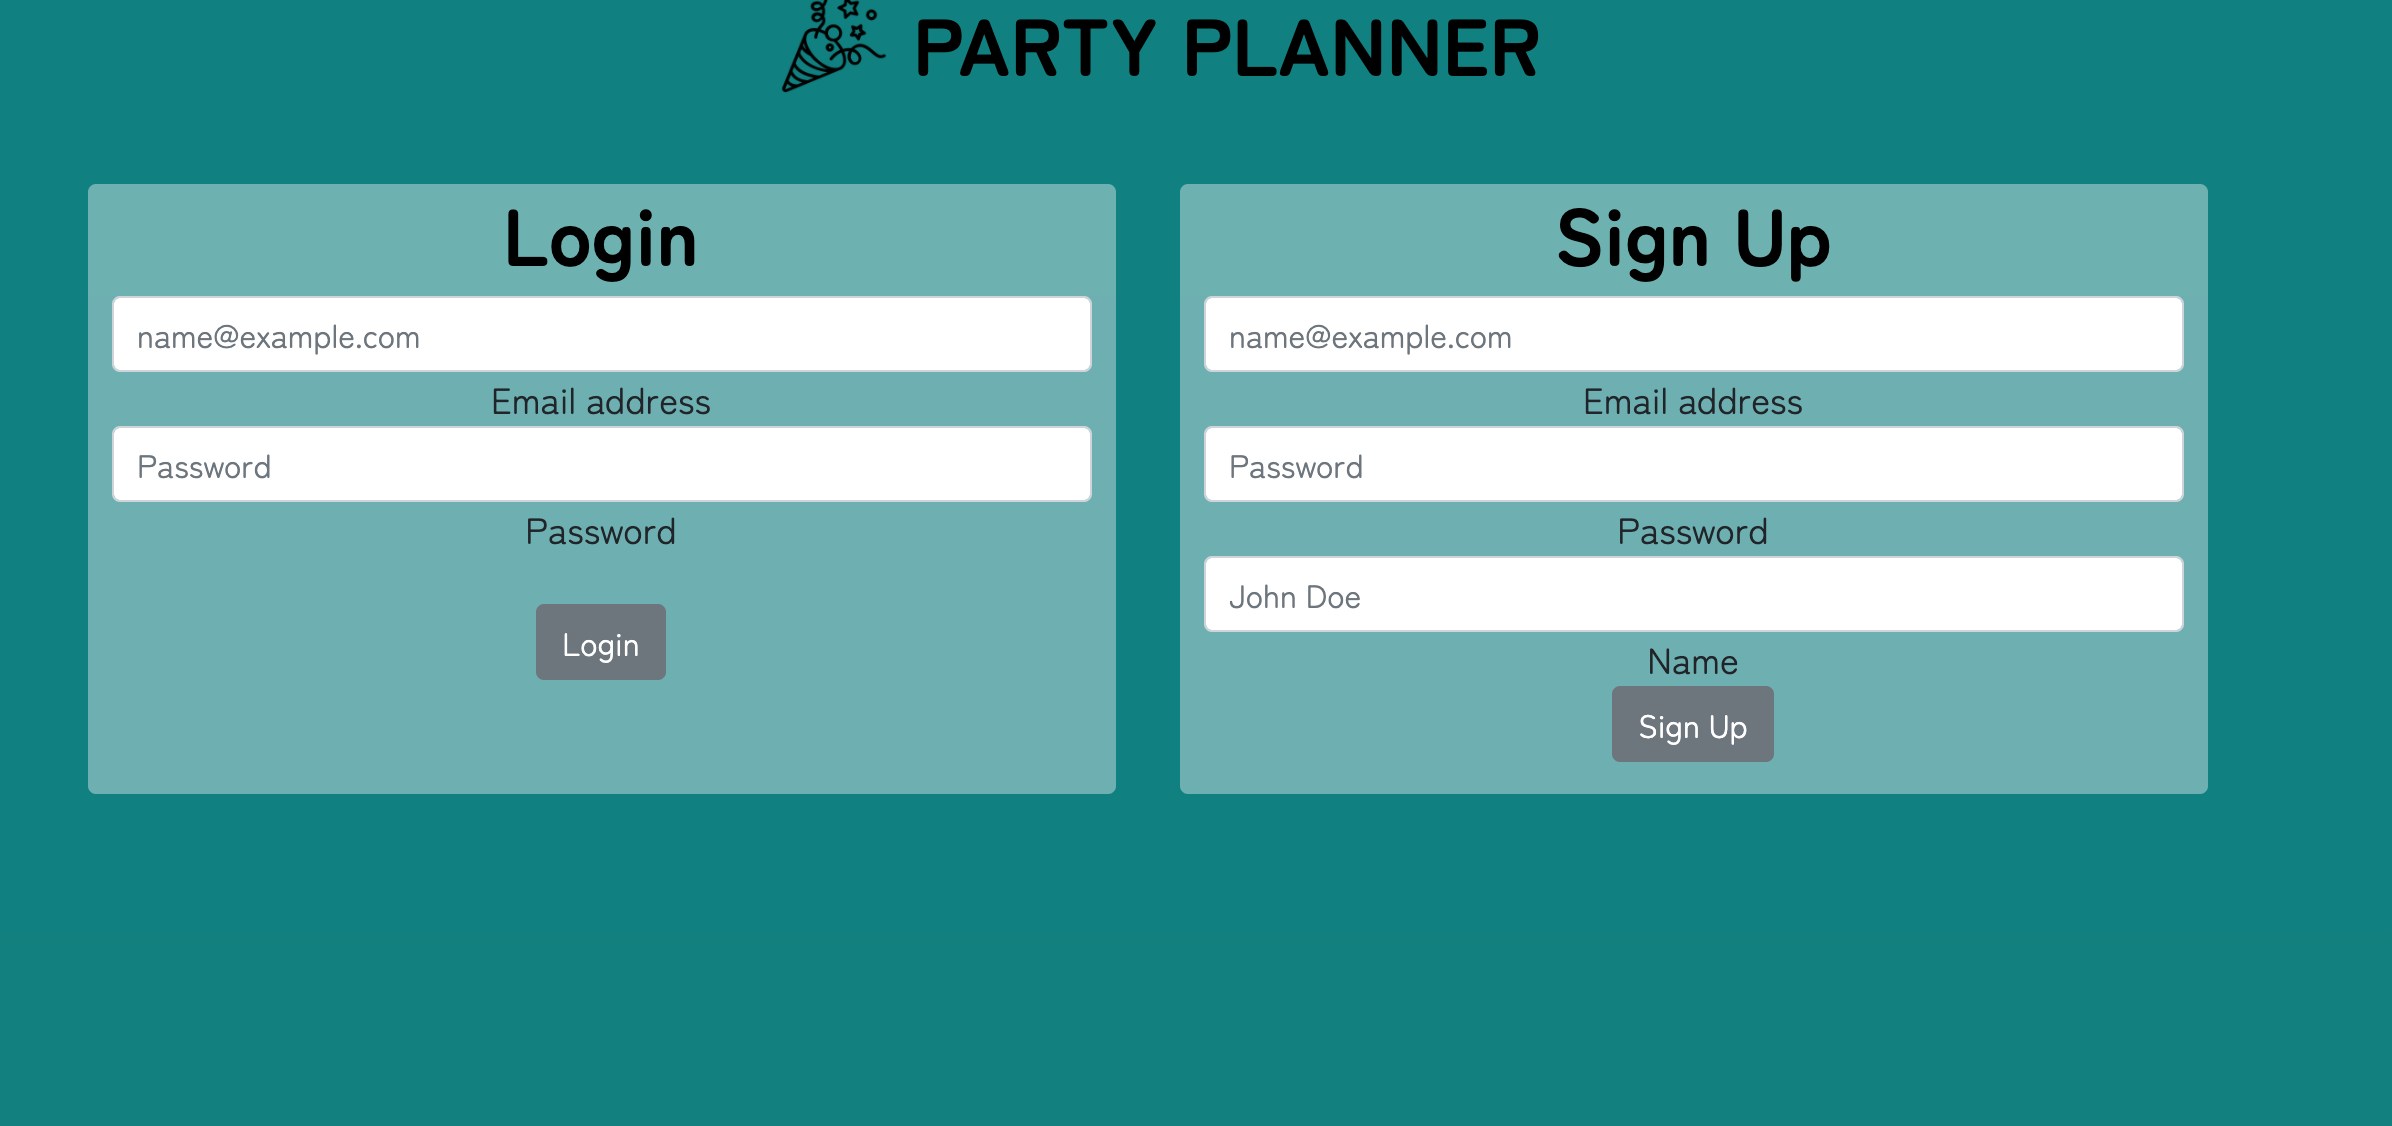 PARTY PLANNER
Login
name@example.com
Email address
Password
Password
Login
Sign Up
name@example.com
Email address
Password
Password
John Doe
Name
Sign Up